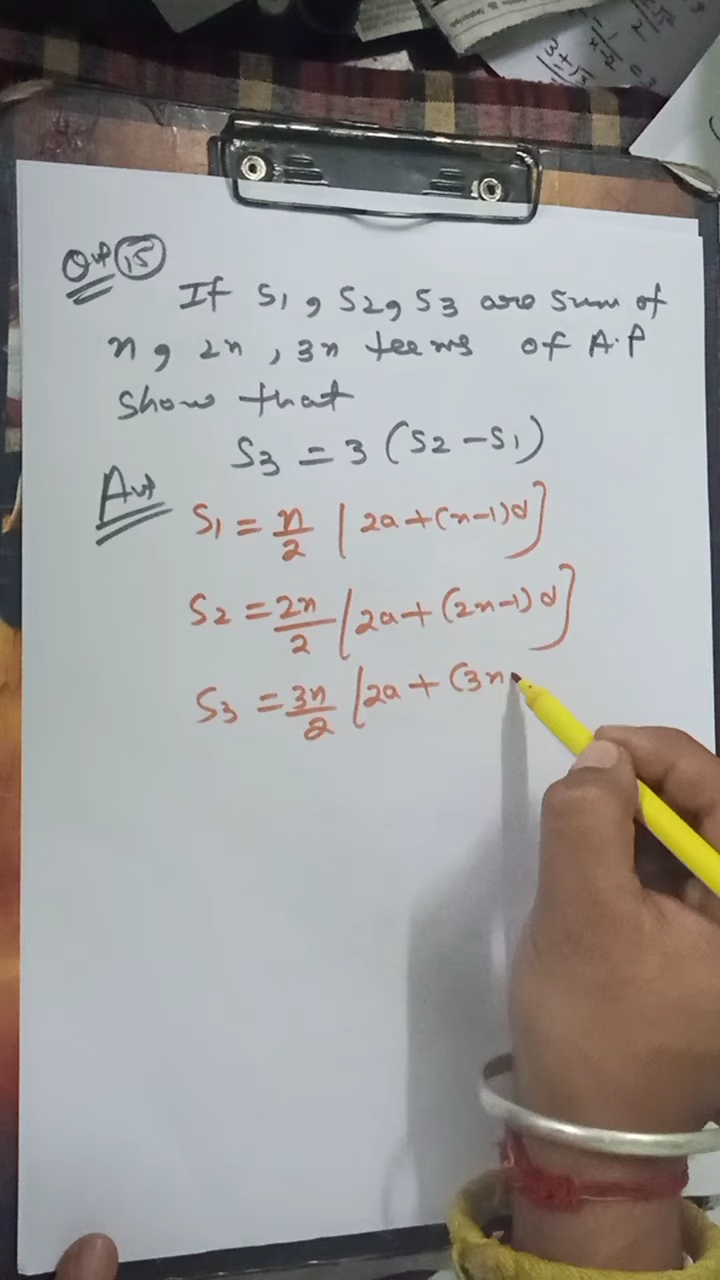 Qus 15
If S1, S2, S3 are sum of
n, 2n, 3n terms of A.P
show that
S3 = 3 (S2 - S1)
Ans
S1 = n/2 [2a + (n-1)d]
S2 = 2n/2 [2a + (2n-1)d]
S3 = 3n/2 [2a + (3n